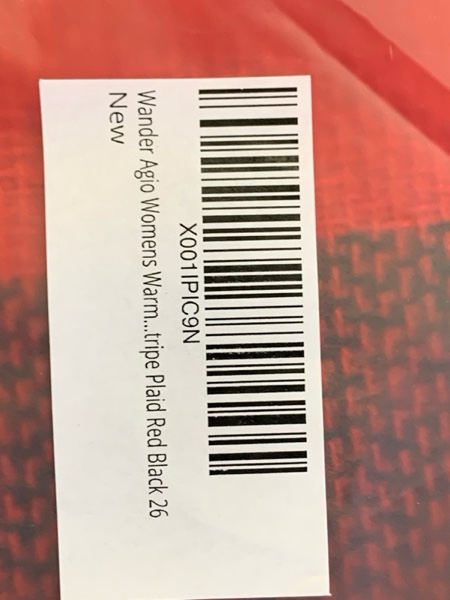 X001IPIC9N
Wander Agio Womens Warm...tripe Plaid Red Black 26
New